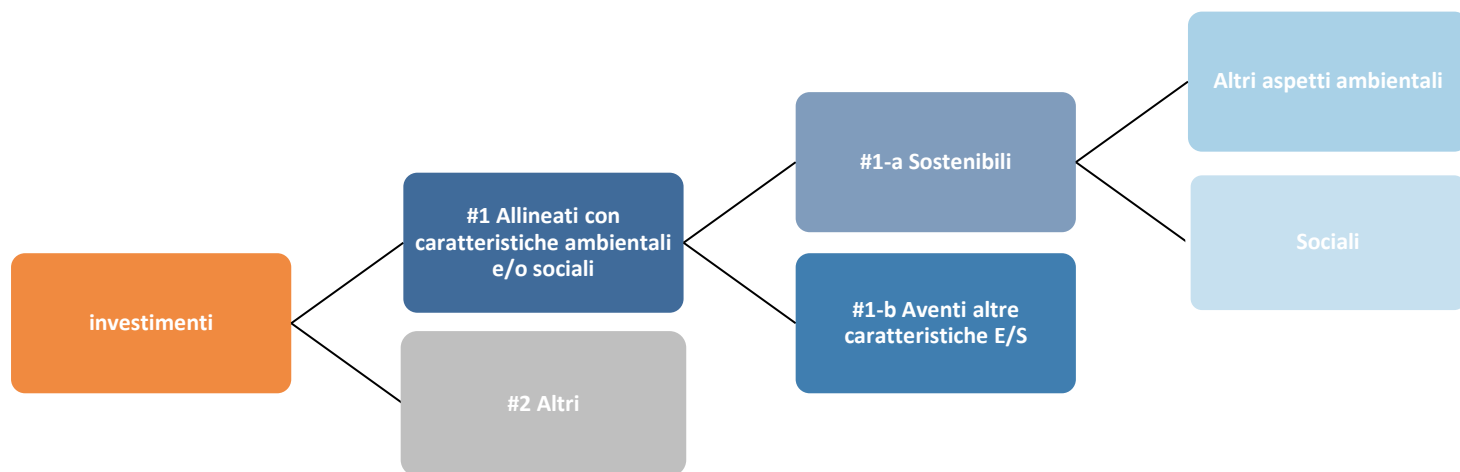 investimenti
#1 Allineati con
caratteristiche ambientali
e/o sociali
#2 Altri
#1-a Sostenibili
#1-b Aventi altre
caratteristiche E/S
Altri aspetti ambientali
Sociali